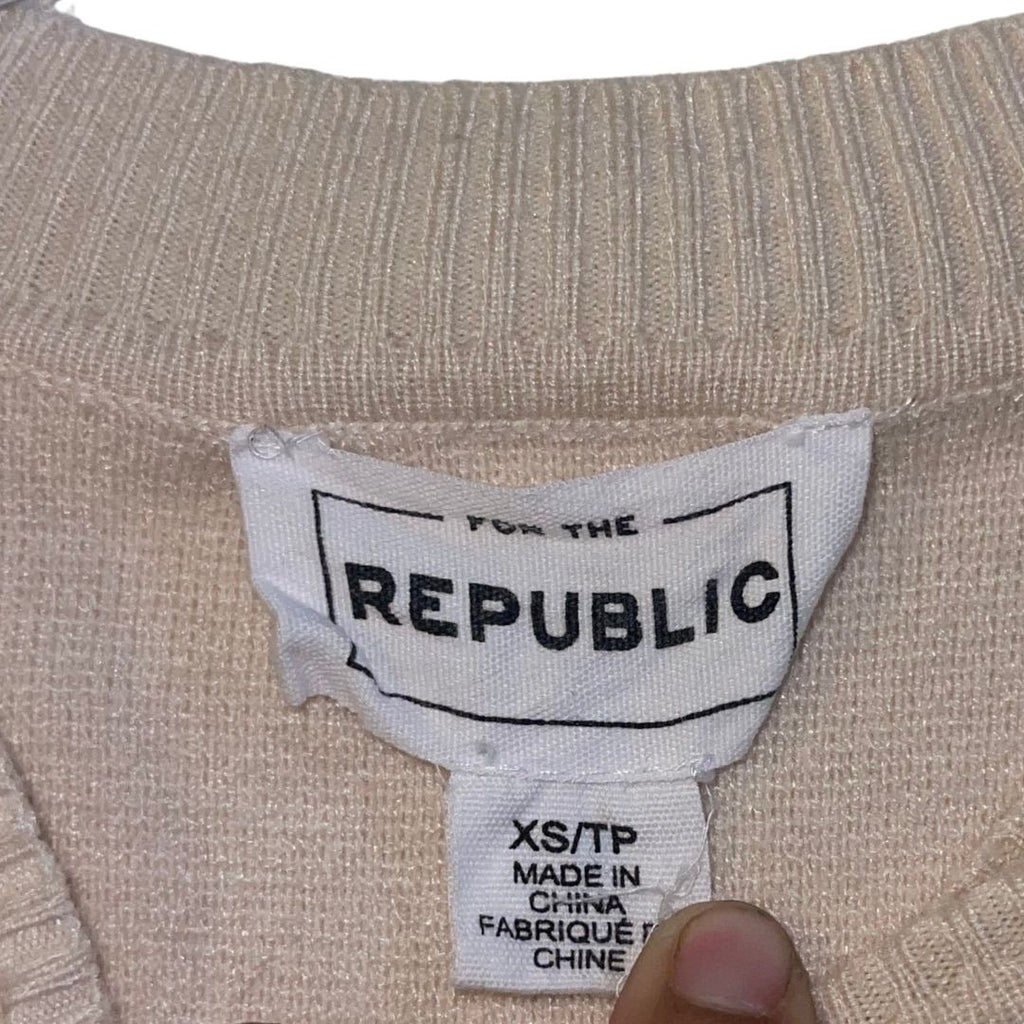 FOR THE
REPUBLIC
XS/TP
MADE IN
CHINA
FABRIQUÉ
CHINE